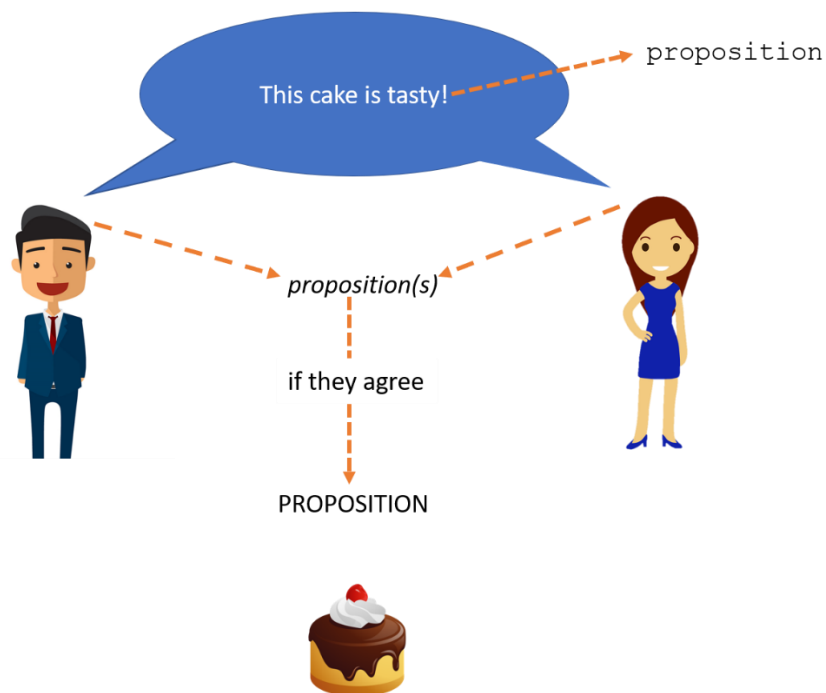 proposition
This cake is tasty!
proposition(s)
if they agree
PROPOSITION